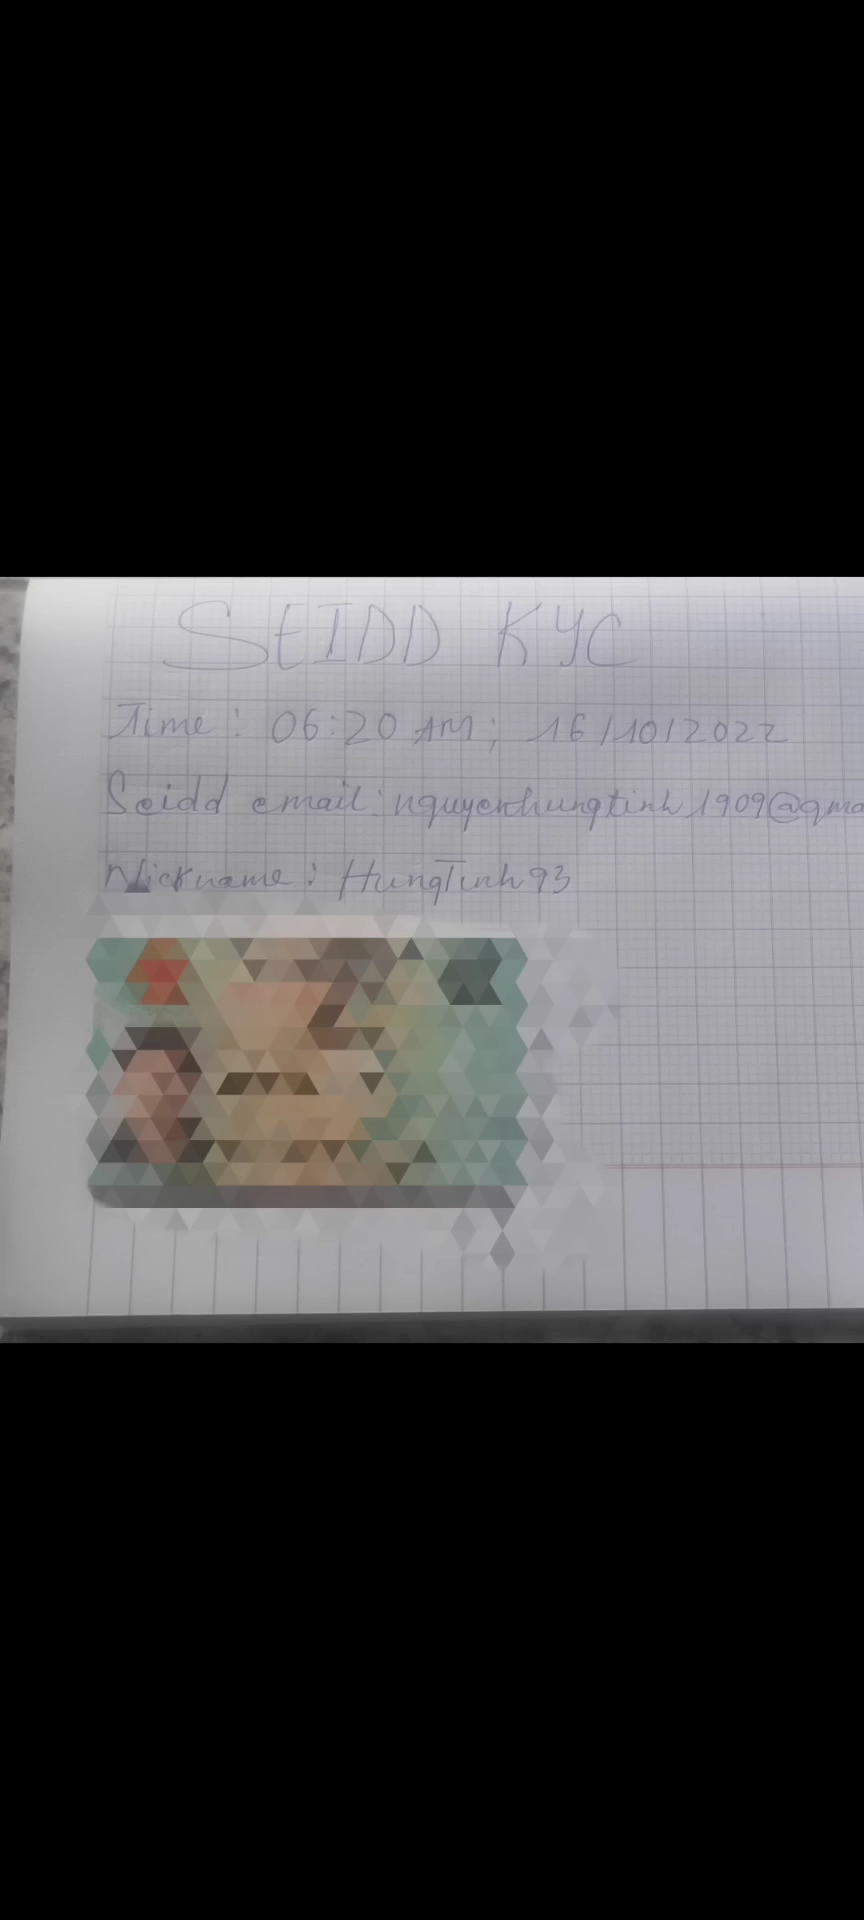 SEIDD KYC
Time: 06:20 AM; 16/10/2022
Seidd email: nguyenhungtinh1909@gma
Nickname: HungTinh93